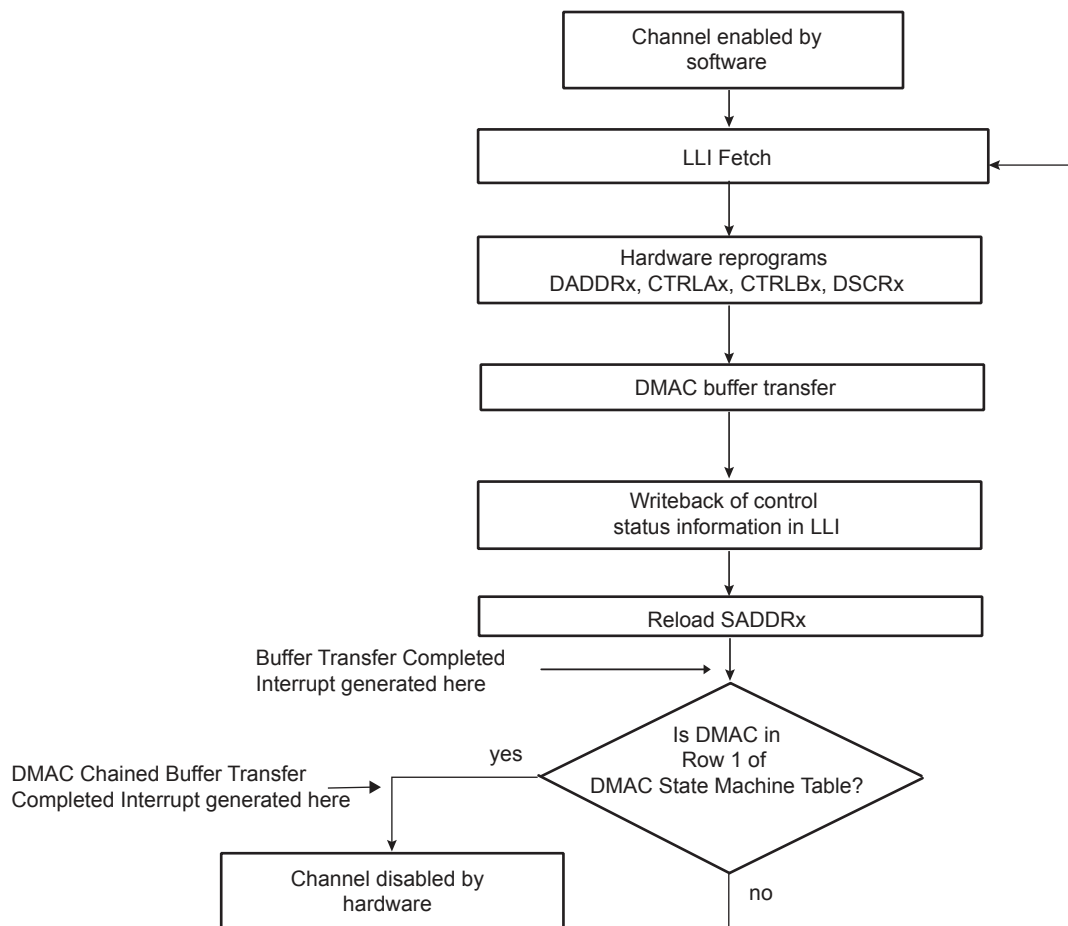 Channel enabled by
software
LLI Fetch
Hardware reprograms
DADDRx, CTRLAx, CTRLBx, DSCRx
DMAC buffer transfer
Writeback of control
status information in LLI
Reload SADDRx
Buffer Transfer Completed
Interrupt generated here
Is DMAC in
Row 1 of
DMAC State Machine Table?
yes
DMAC Chained Buffer Transfer
Completed Interrupt generated here
Channel disabled by
hardware
no